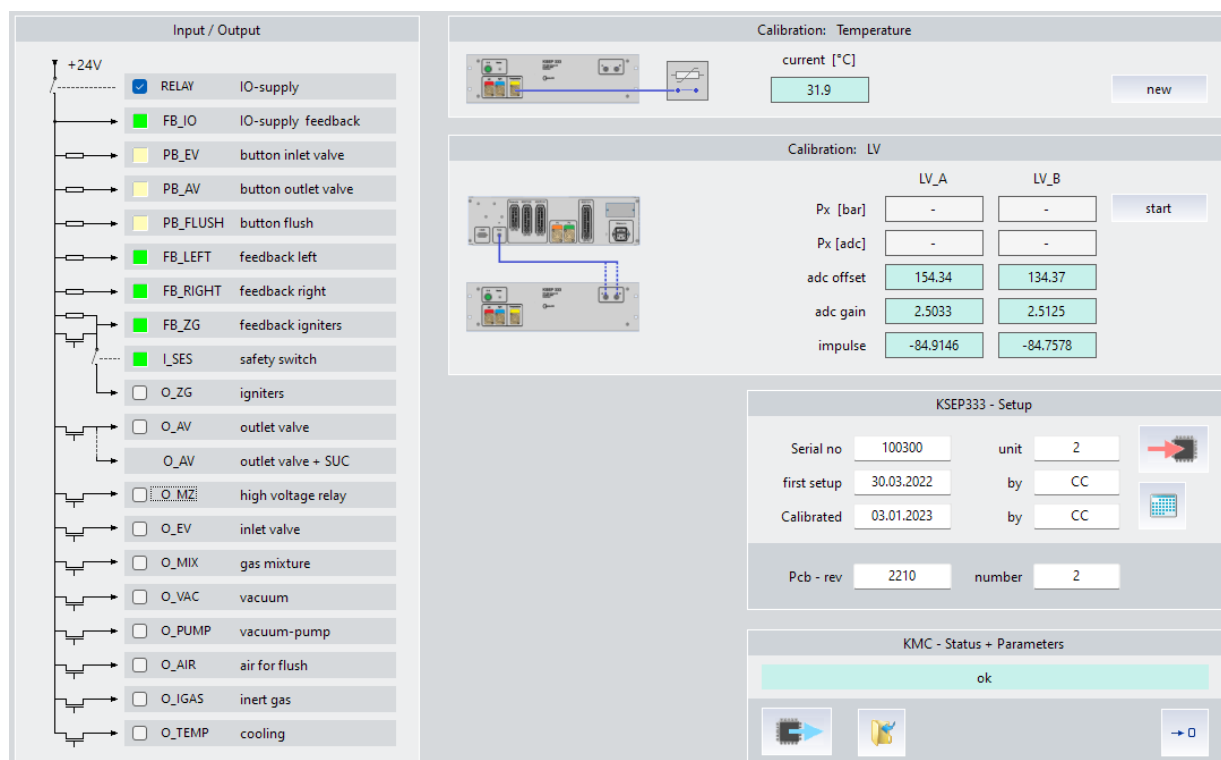 Input / Output
+24V
RELAY IO-supply
FB_IO IO-supply feedback
PB_EV button inlet valve
PB_AV button outlet valve
PB_FLUSH button flush
FB_LEFT feedback left
FB_RIGHT feedback right
FB_ZG feedback igniters
I_SES safety switch
O_ZG igniters
O_AV outlet valve
O_AV outlet valve + SUC
O_MZ high voltage relay
O_EV inlet valve
O_MIX gas mixture
O_VAC vacuum
O_PUMP vacuum-pump
O_AIR air for flush
O_IGAS inert gas
O_TEMP cooling
Calibration: Temperature
current [°C]
31.9
new
Calibration: LV
LV_A LV_B
Px [bar] - - start
Px [adc] - -
adc offset 154.34 134.37
adc gain 2.5033 2.5125
impulse -84.9146 -84.7578
KSEP333 - Setup
Serial no 100300 unit 2
first setup 30.03.2022 by CC
Calibrated 03.01.2023 by CC
Pcb - rev 2210 number 2
KMC - Status + Parameters
ok
0